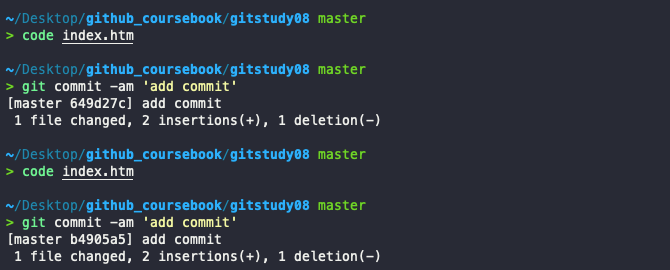 ~/Desktop/github_coursebook/gitstudy08 master
> code index.htm
~/Desktop/github_coursebook/gitstudy08 master
> git commit -am 'add commit'
[master 649d27c] add commit
1 file changed, 2 insertions(+), 1 deletion(-)
~/Desktop/github_coursebook/gitstudy08 master
> code index.htm
~/Desktop/github_coursebook/gitstudy08 master
> git commit -am 'add commit'
[master b4905a5] add commit
1 file changed, 2 insertions(+), 1 deletion(-)